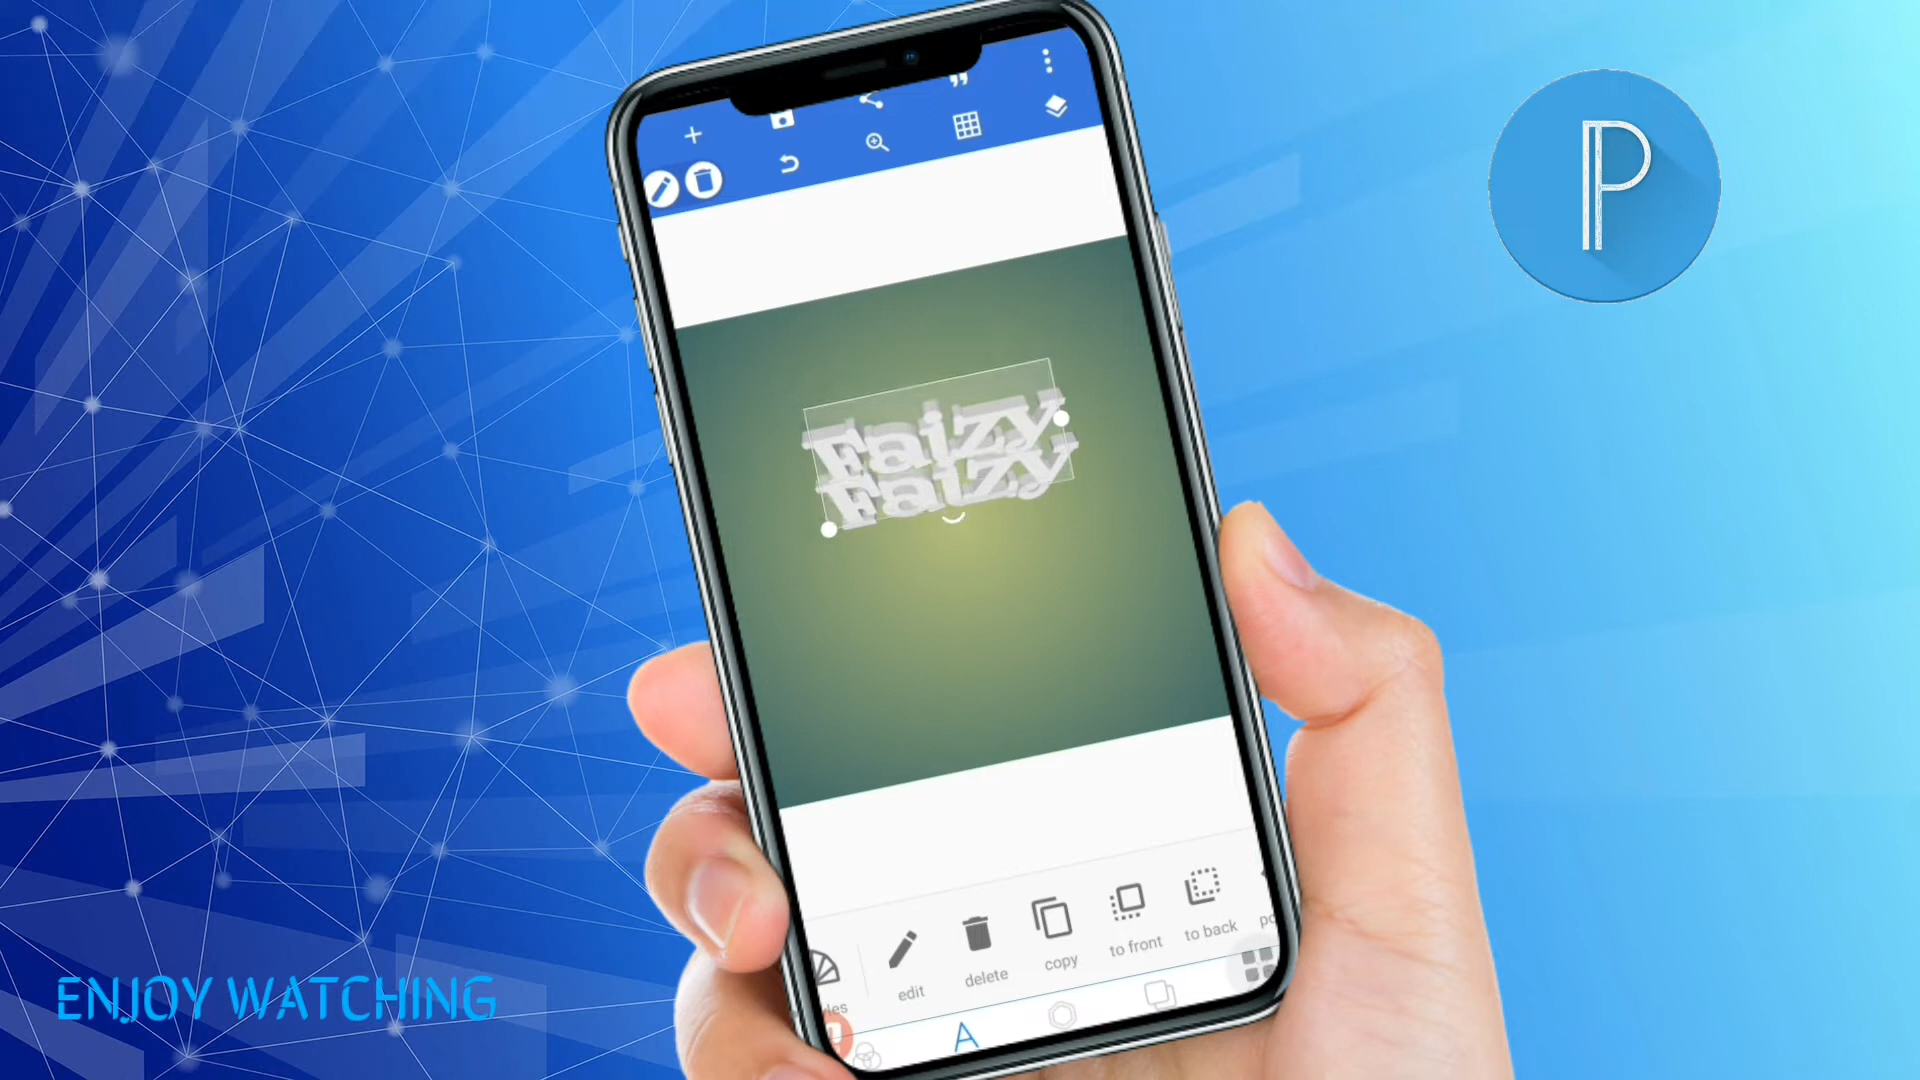 P
Faizy
Faizy
edit
delete
copy
to front
to back
A
ENJOY WATCHING